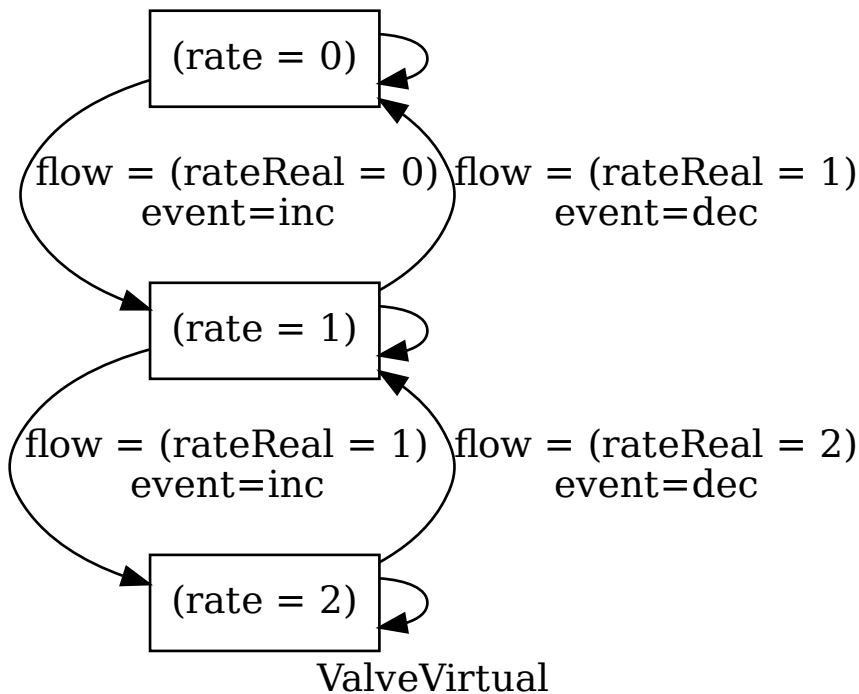 (rate = 0)
flow = (rateReal = 0)
event=inc
flow = (rateReal = 1)
event=dec
(rate = 1)
flow = (rateReal = 1)
event=inc
flow = (rateReal = 2)
event=dec
(rate = 2)
ValveVirtual